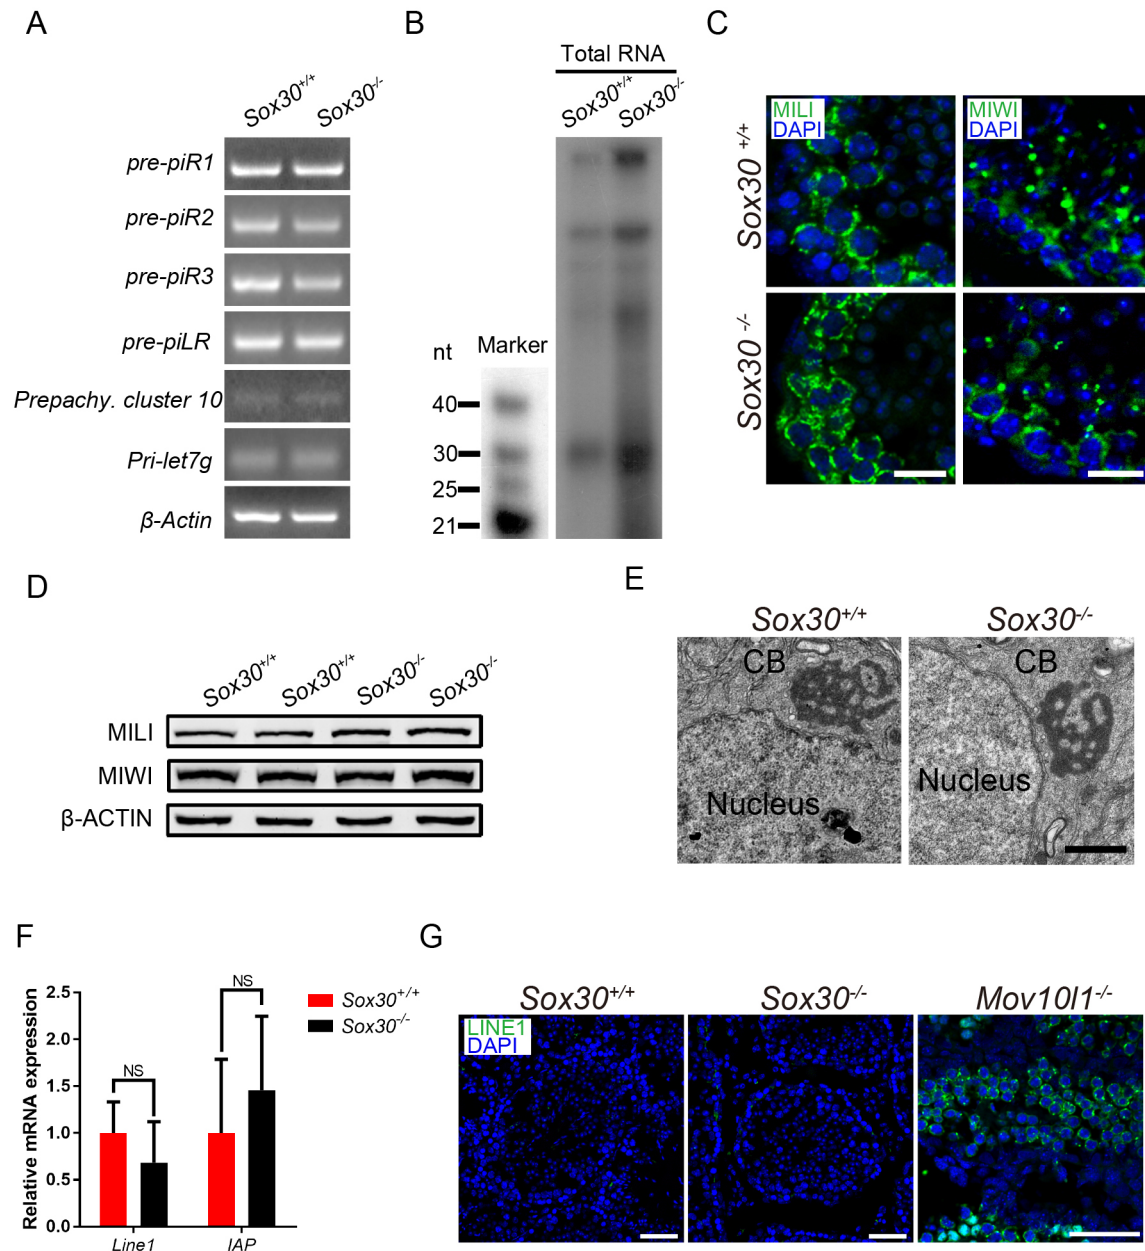 A
Sox30+/+
Sox30-/-
pre-piR1
pre-piR2
pre-piR3
pre-piLR
Prepachy. cluster 10
Pri-let7g
β-Actin
B
Total RNA
Sox30+/+
Sox30-/-
nt
Marker
40
30
25
21
C
MILI
DAPI
MIWI
DAPI
Sox30 +/+
Sox30 -/-
D
Sox30+/+
Sox30+/+
Sox30-/-
Sox30-/-
MILI
MIWI
β-ACTIN
E
Sox30+/+
Sox30-/-
CB
Nucleus
CB
Nucleus
F
Relative mRNA expression
2.5
2.0
1.5
1.0
0.5
0.0
NS
NS
Line1
IAP
Sox30+/+
Sox30-/-
G
Sox30+/+
Sox30-/-
Mov10l1-/-
LINE1
DAPI